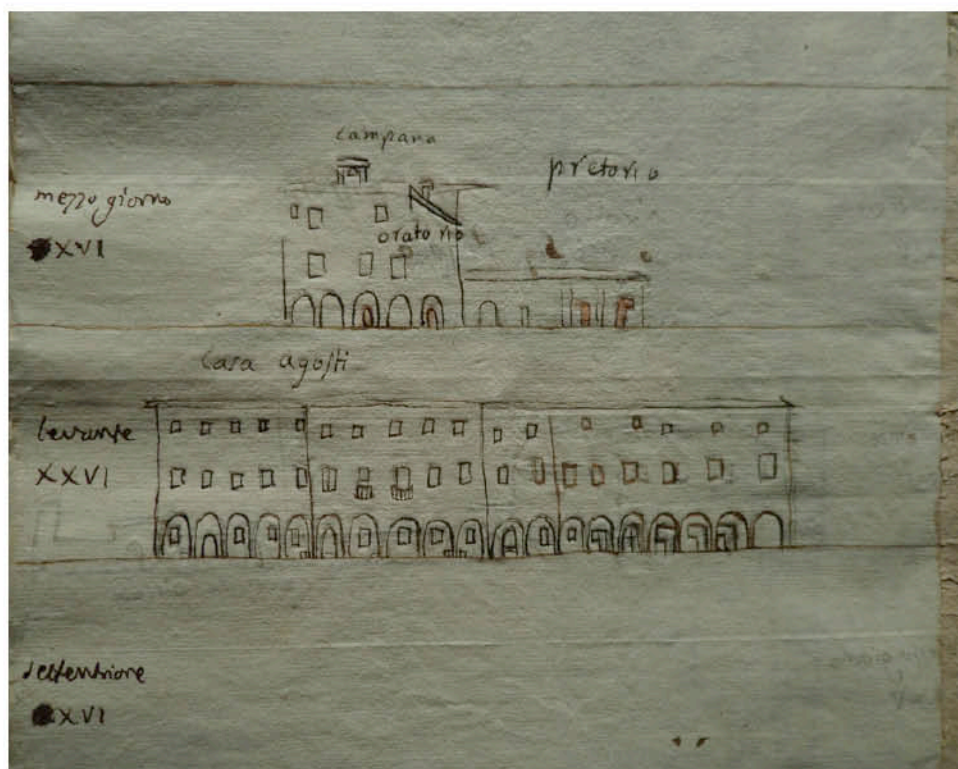 campana
pretorio
mezzo giorno
XVI
oratorio
casa agosti
levante
XXVI
settentrione
XVI